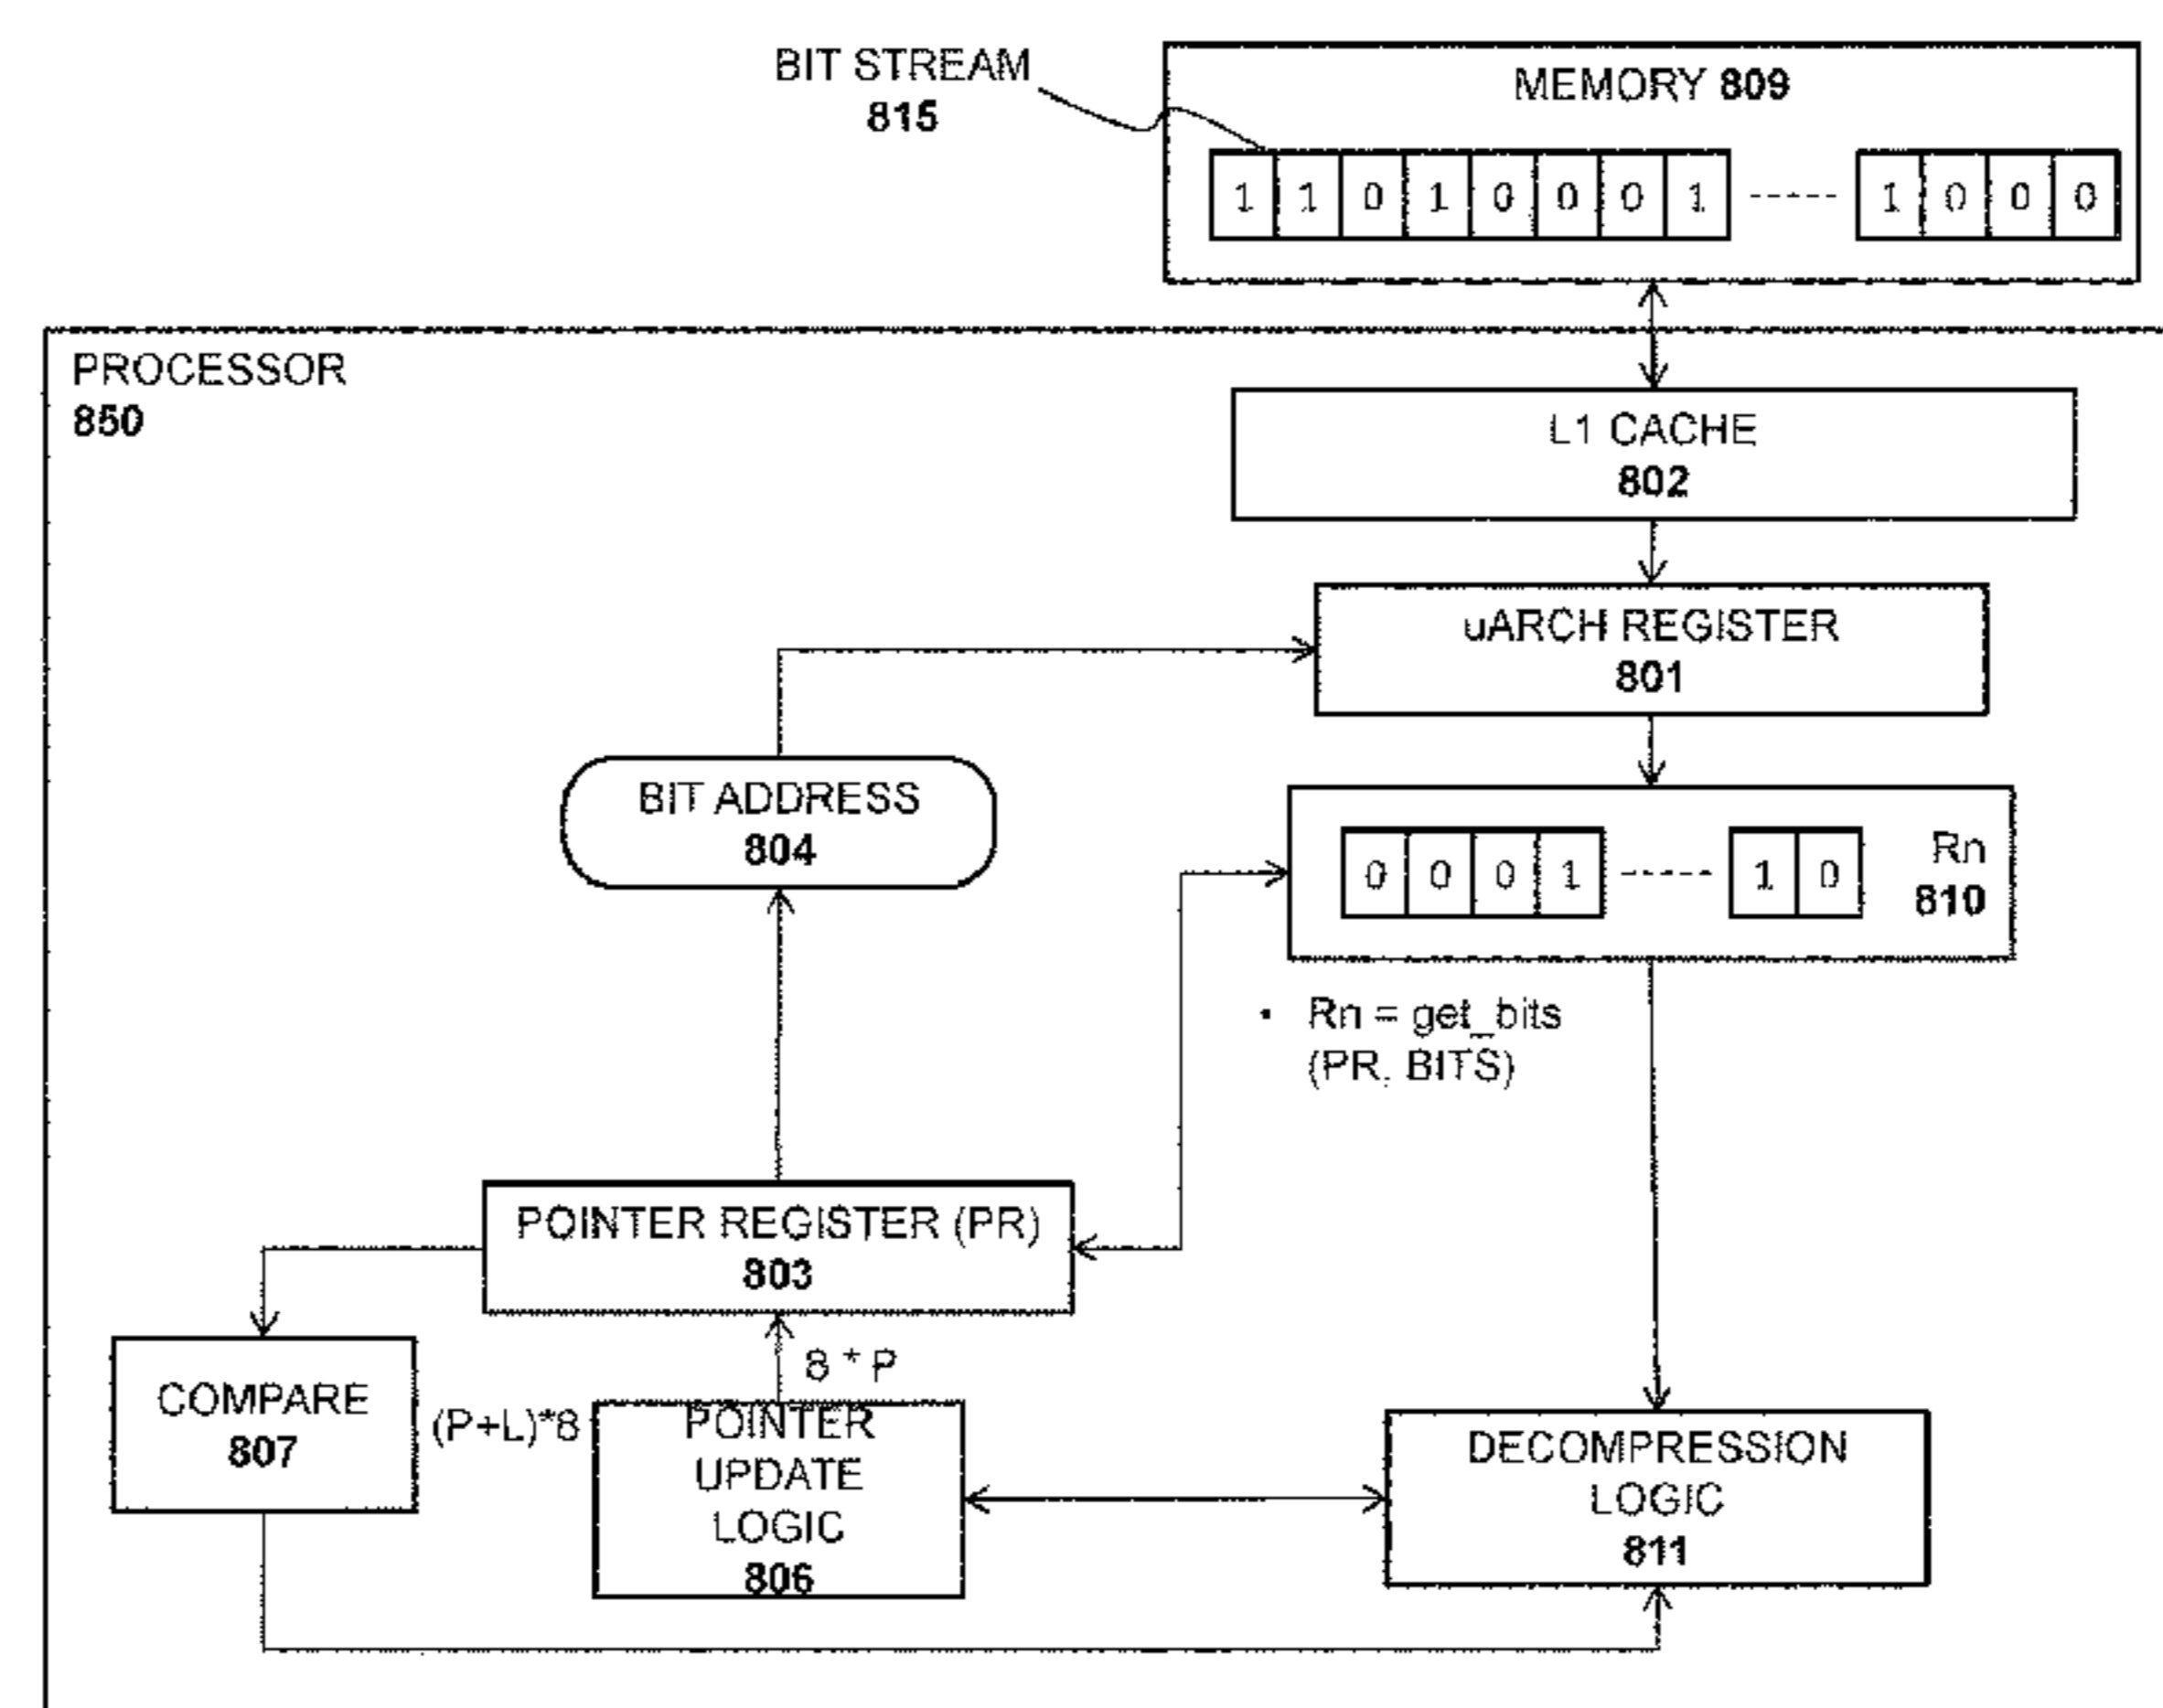 BIT STREAM
815
MEMORY 809
1 1 0 1 0 0 0 1 ----- 1 0 0 0
PROCESSOR
850
L1 CACHE
802
uARCH REGISTER
801
BIT ADDRESS
804
0 0 0 1 ----- 1 0
Rn
810
• Rn = get_bits
(PR, BITS)
POINTER REGISTER (PR)
803
8 * P
COMPARE
807
(P+L)*8
POINTER
UPDATE
LOGIC
806
DECOMPRESSION
LOGIC
811